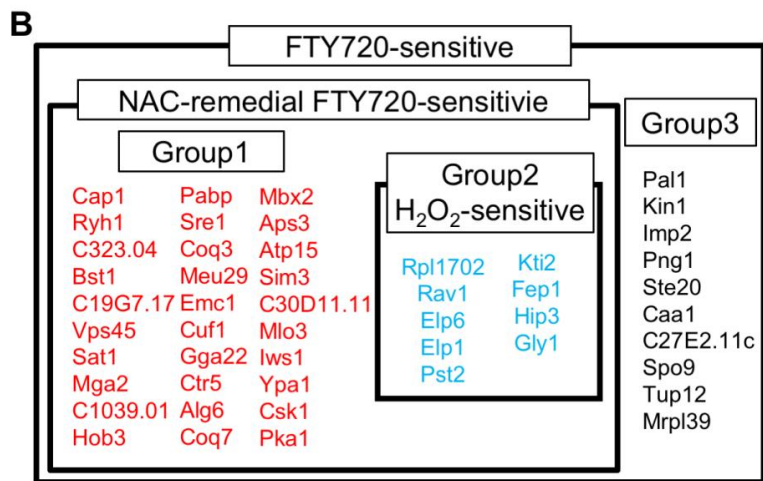 B
FTY720-sensitive
NAC-remedial FTY720-sensitivie
Group1
Cap1 Pabp Mbx2
Ryh1 Sre1 Aps3
C323.04 Coq3 Atp15
Bst1 Meu29 Sim3
C19G7.17 Emc1 C30D11.11
Vps45 Cuf1 Mlo3
Sat1 Gga22 Iws1
Mga2 Ctr5 Ypa1
C1039.01 Alg6 Csk1
Hob3 Coq7 Pka1
Group2
H₂O₂-sensitive
Rpl1702 Kti2
Rav1 Fep1
Elp6 Hip3
Elp1 Gly1
Pst2
Group3
Pal1
Kin1
Imp2
Png1
Ste20
Caa1
C27E2.11c
Spo9
Tup12
Mrpl39